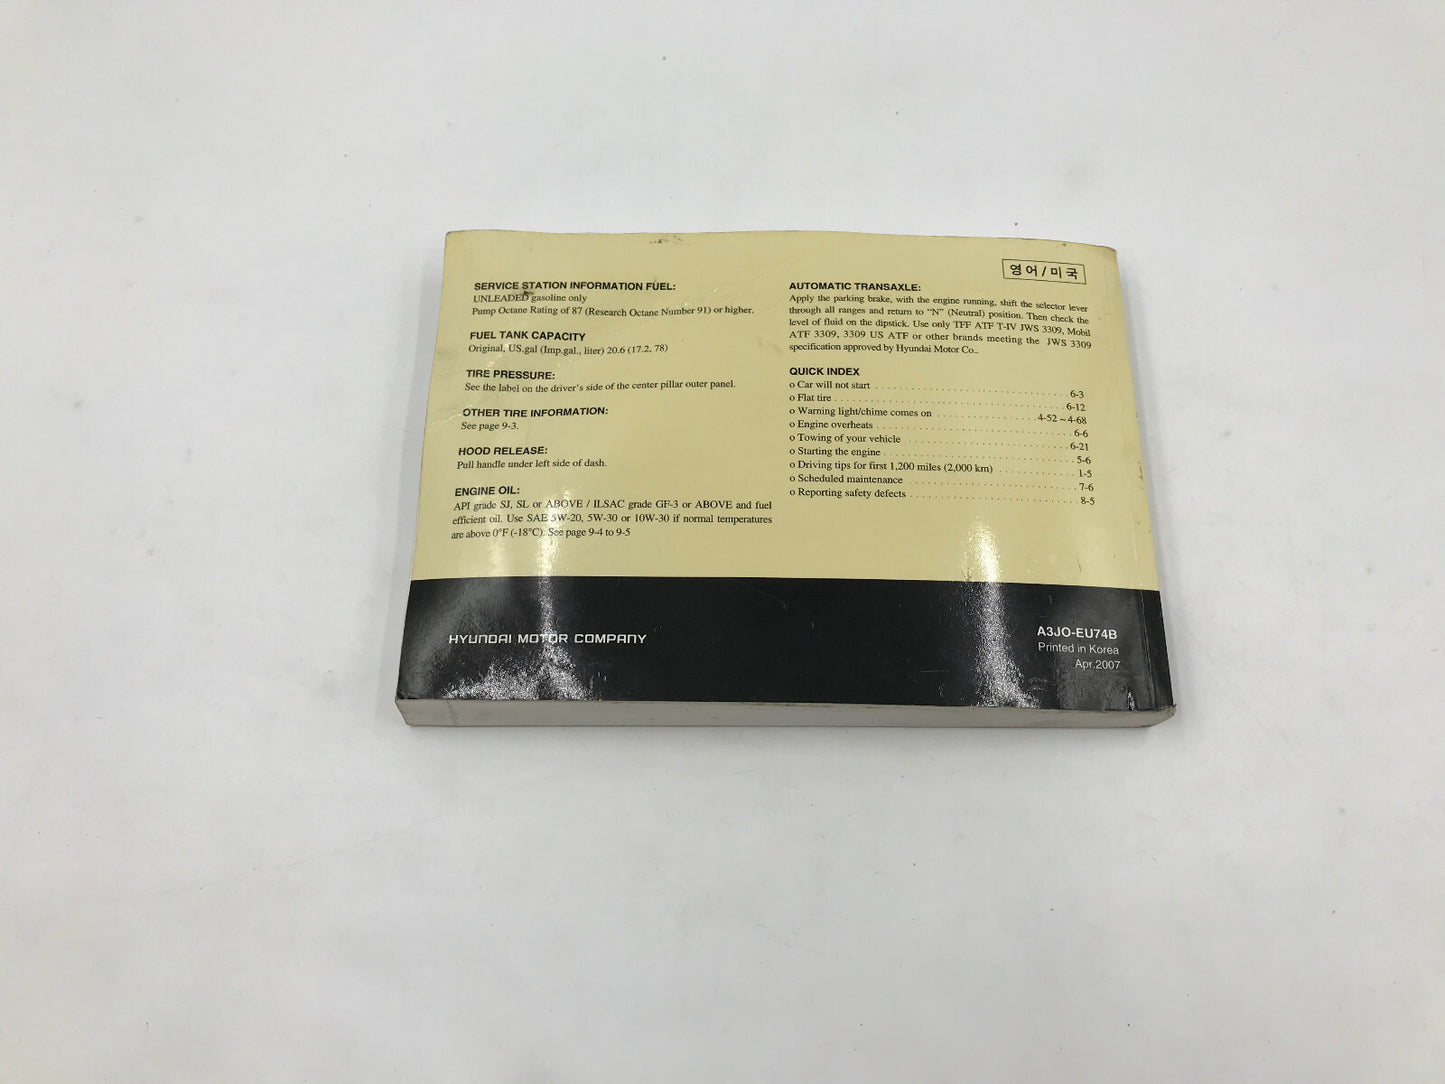 SERVICE STATION INFORMATION FUEL:
UNLEADED gasoline only
Pump Octane Rating of 87 (Research Octane Number 91) or higher.
FUEL TANK CAPACITY
Original, US.gal (Imp.gal., liter) 20.6 (17.2, 78)
TIRE PRESSURE:
See the label on the driver's side of the center pillar outer panel.
OTHER TIRE INFORMATION:
See page 9-3.
HOOD RELEASE:
Pull handle under left side of dash.
ENGINE OIL:
API grade SJ, SL or ABOVE / ILSAC grade GF-3 or ABOVE and fuel
efficient oil. Use SAE 5W-20, 5W-30 or 10W-30 if normal temperatures
are above 0°F (-18°C). See page 9-4 to 9-5
영어/미국
AUTOMATIC TRANSAXLE:
Apply the parking brake, with the engine running, shift the selector lever
through all ranges and return to "N" (Neutral) position. Then check the
level of fluid on the dipstick. Use only TFF ATF T-IV JWS 3309, Mobil
ATF 3309, 3309 US ATF or other brands meeting the JWS 3309
specification approved by Hyundai Motor Co..
QUICK INDEX
o Car will not start . . . . . . . . . . . . . . . . . . . . . . . . . . . . . . . . . 6-3
o Flat tire . . . . . . . . . . . . . . . . . . . . . . . . . . . . . . . . . . . . . . . . 6-12
o Warning light/chime comes on . . . . . . . . . . . . . . . . . 4-52 ~ 4-68
o Engine overheats . . . . . . . . . . . . . . . . . . . . . . . . . . . . . . . . . . 6-6
o Towing of your vehicle . . . . . . . . . . . . . . . . . . . . . . . . . . . . 6-21
o Starting the engine . . . . . . . . . . . . . . . . . . . . . . . . . . . . . . . . . 5-6
o Driving tips for first 1,200 miles (2,000 km) . . . . . . . . . . . . . 1-5
o Scheduled maintenance . . . . . . . . . . . . . . . . . . . . . . . . . . . . . 7-6
o Reporting safety defects . . . . . . . . . . . . . . . . . . . . . . . . . . . . . 8-5
HYUNDAI MOTOR COMPANY
A3JO-EU74B
Printed in Korea
Apr.2007